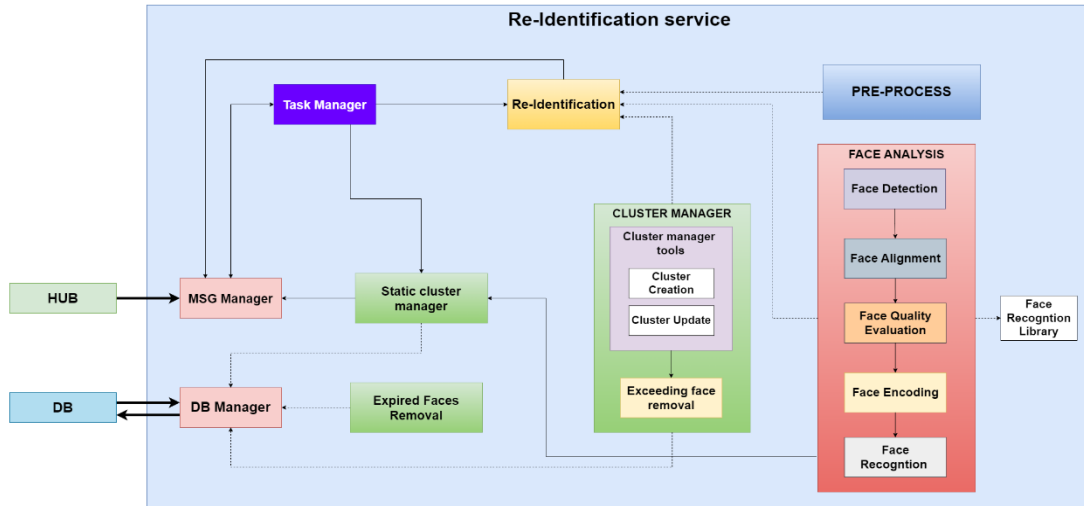 Re-Identification service
Task Manager
Re-Identification
PRE-PROCESS
FACE ANALYSIS
Face Detection
Face Alignment
Face Quality
Evaluation
Face Encoding
Face
Recogntion
Face
Recogntion
Library
CLUSTER MANAGER
Cluster manager
tools
Cluster
Creation
Cluster Update
Exceeding face
removal
HUB
MSG Manager
Static cluster
manager
DB
DB Manager
Expired Faces
Removal